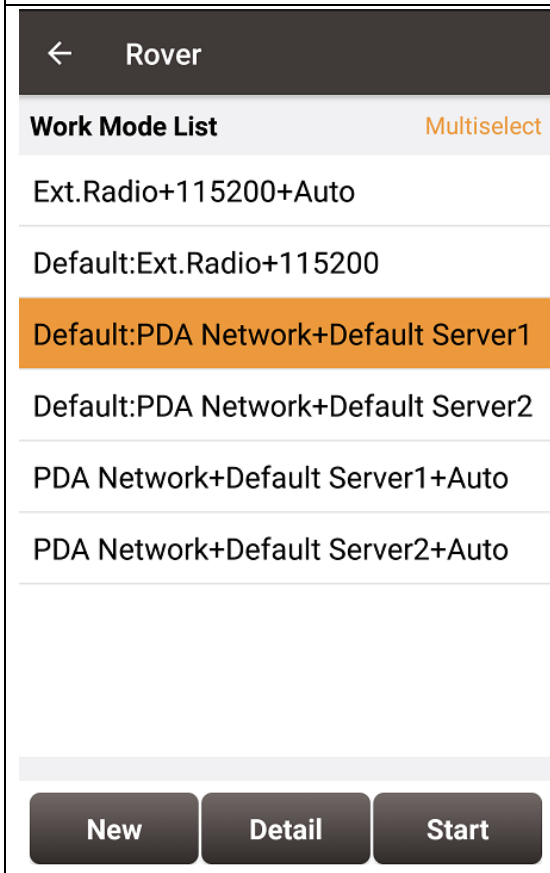 Rover
Work Mode List Multiselect
Ext.Radio+115200+Auto
Default:Ext.Radio+115200
Default:PDA Network+Default Server1
Default:PDA Network+Default Server2
PDA Network+Default Server1+Auto
PDA Network+Default Server2+Auto
New Detail Start